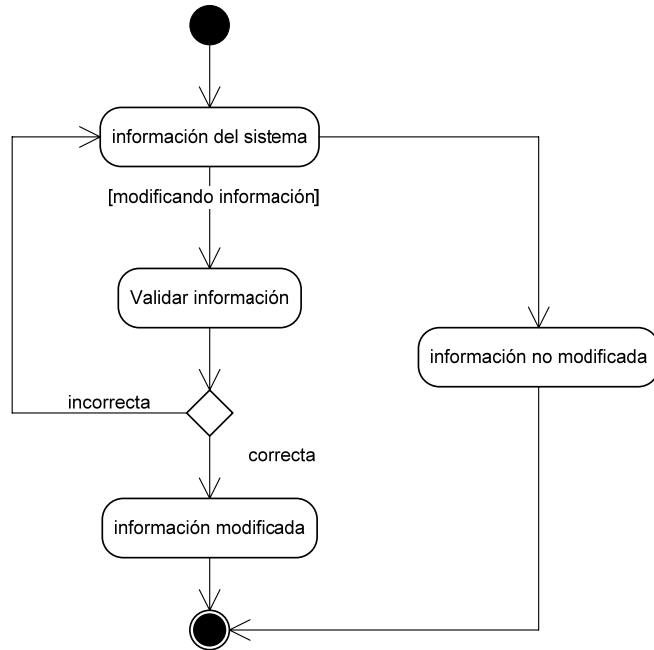 información del sistema
[modificando información]
Validar información
información no modificada
incorrecta
correcta
información modificada